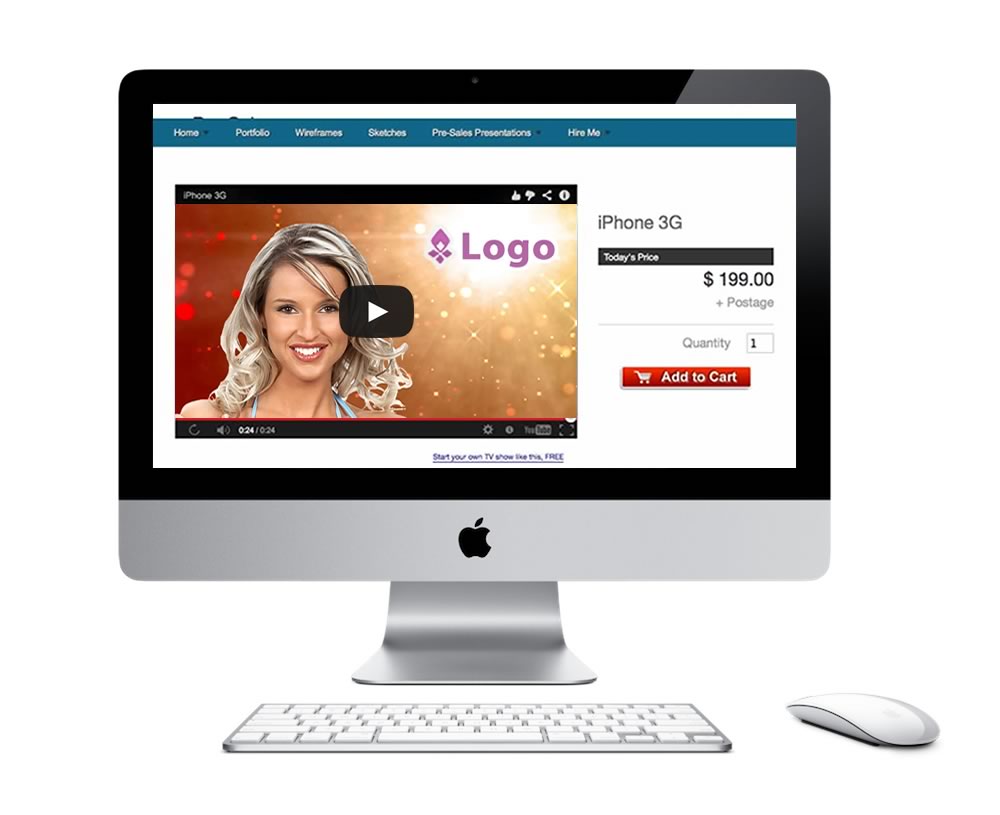 Home Portfolio Wireframes Sketches Pre-Sales Presentations Hire Me
iPhone 3G
Logo
0:24 / 0:24
YouTube
Start your own TV show like this, FREE
iPhone 3G
Today's Price
$ 199.00
+ Postage
Quantity 1
Add to Cart